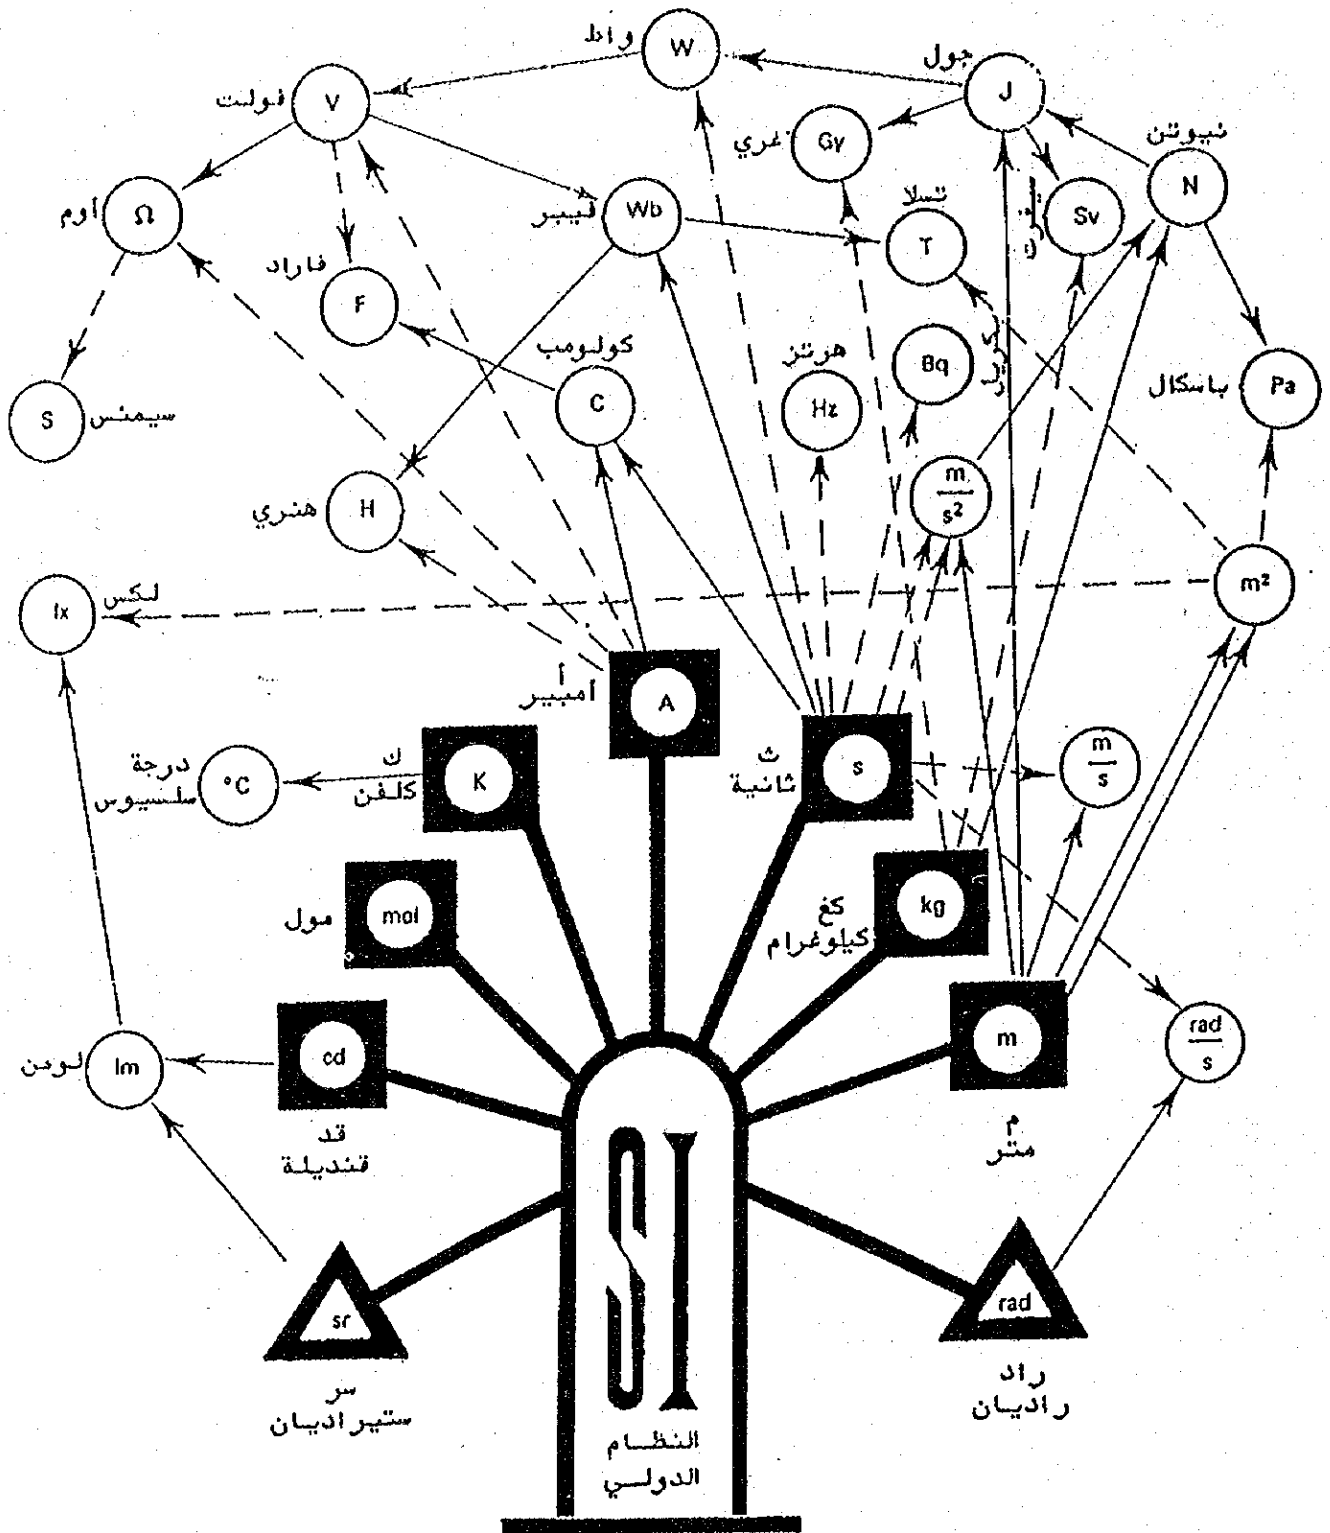 واط
W
جول
J
فولت
V
غري
Gy
نيوتن
N
أوم
Ω
فيبر
Wb
تسلا
T
سيفرت
Sv
فاراد
F
كولومب
C
هرتز
Hz
Bq
باسكال
Pa
سيمنس
S
هنري
H
m
s²
لكس
lx
m²
أ
أمبير
A
درجة
سلسيوس
°C
ك
كلفن
K
ث
ثانية
s
m
s
مول
mol
كغ
كيلوغرام
kg
لومن
lm
cd
قد
قنديلة
m
م
متر
rad
s
SI
sr
سر
ستيراديان
rad
راد
راديان
النظام
الدولي